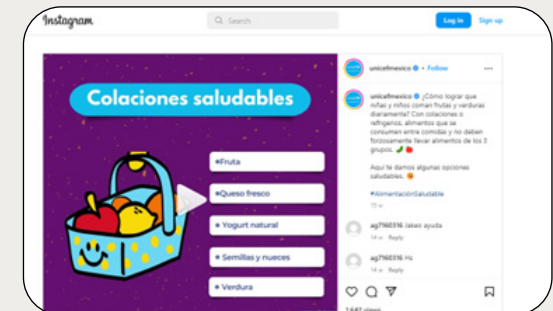 Instagram
Search
Log in
Sign up
Colaciones saludables
•Fruta
•Queso fresco
• Yogurt natural
• Semillas y nueces
• Verdura
unicefmexico • Follow
unicefmexico ¿Cómo lograr que
niñas y niños coman frutas y verduras
diariamente? Con colaciones o
refrigerios, alimentos que se
consumen entre comidas y no deben
forzosamente llevar alimentos de los 3
grupos.
Aquí te damos algunas opciones
saludables.
#AlimentaciónSaludable
ag7160316 Jakes ayuda
14 w Reply
ag7160316 Hs
14 w Reply